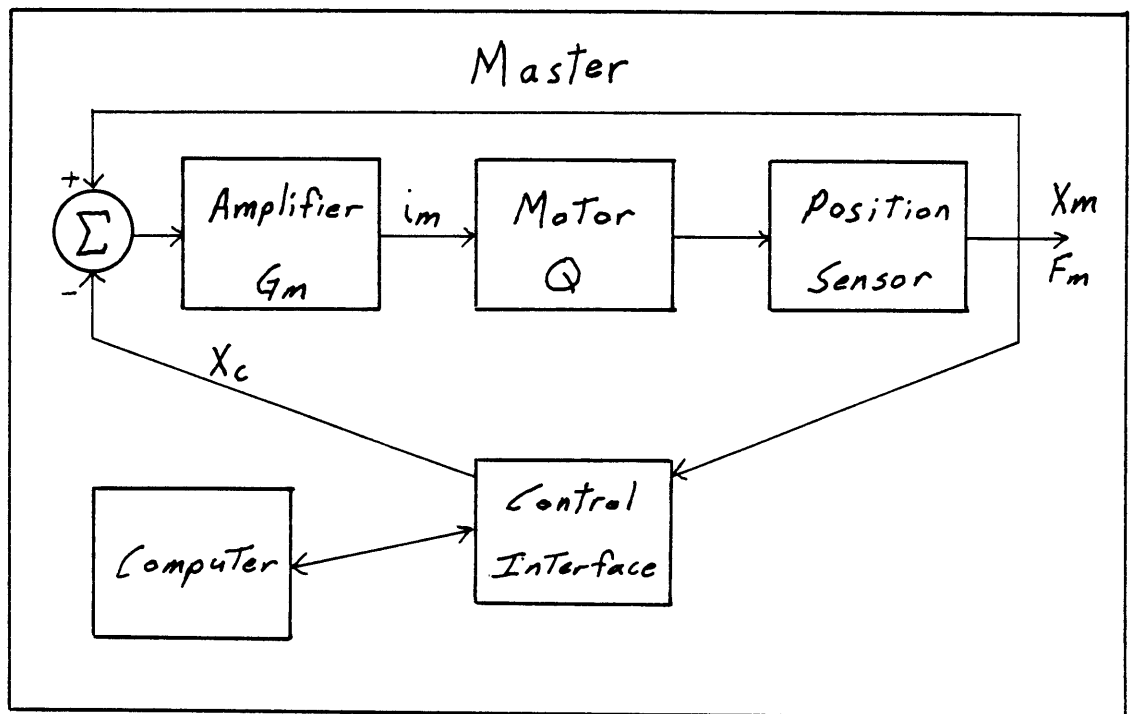 Master
+
Σ
-
Amplifier
Gm
im
Motor
Q
Position
Sensor
Xm
Fm
Xc
Control
Interface
Computer